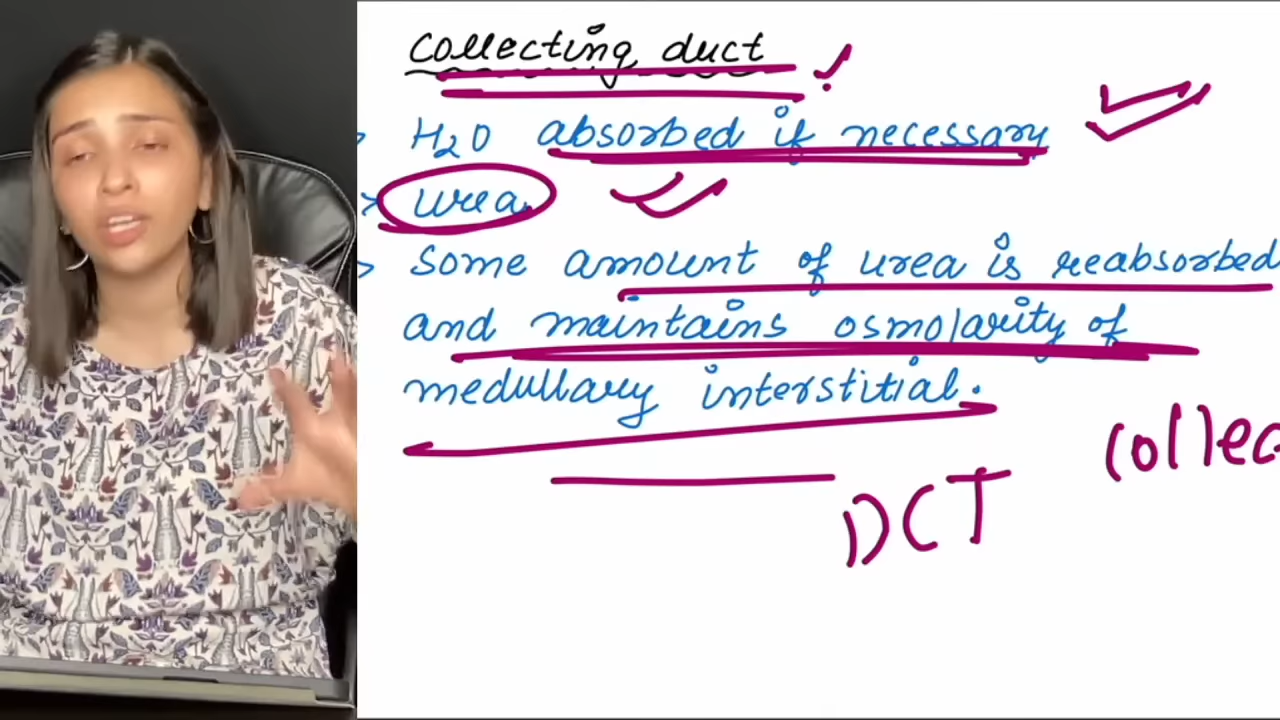 Collecting duct
H2O absorbed if necessary
urea
Some amount of urea is reabsorbed
and maintains osmolarity of
medullary interstitial.
collec
DCT